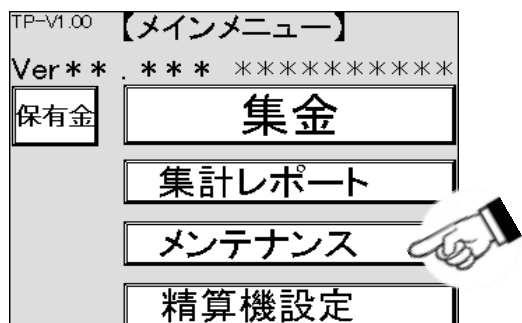 TP-V1.00 【メインメニュー】
Ver**.*** **********
保有金 集金
集計レポート
メンテナンス
精算機設定